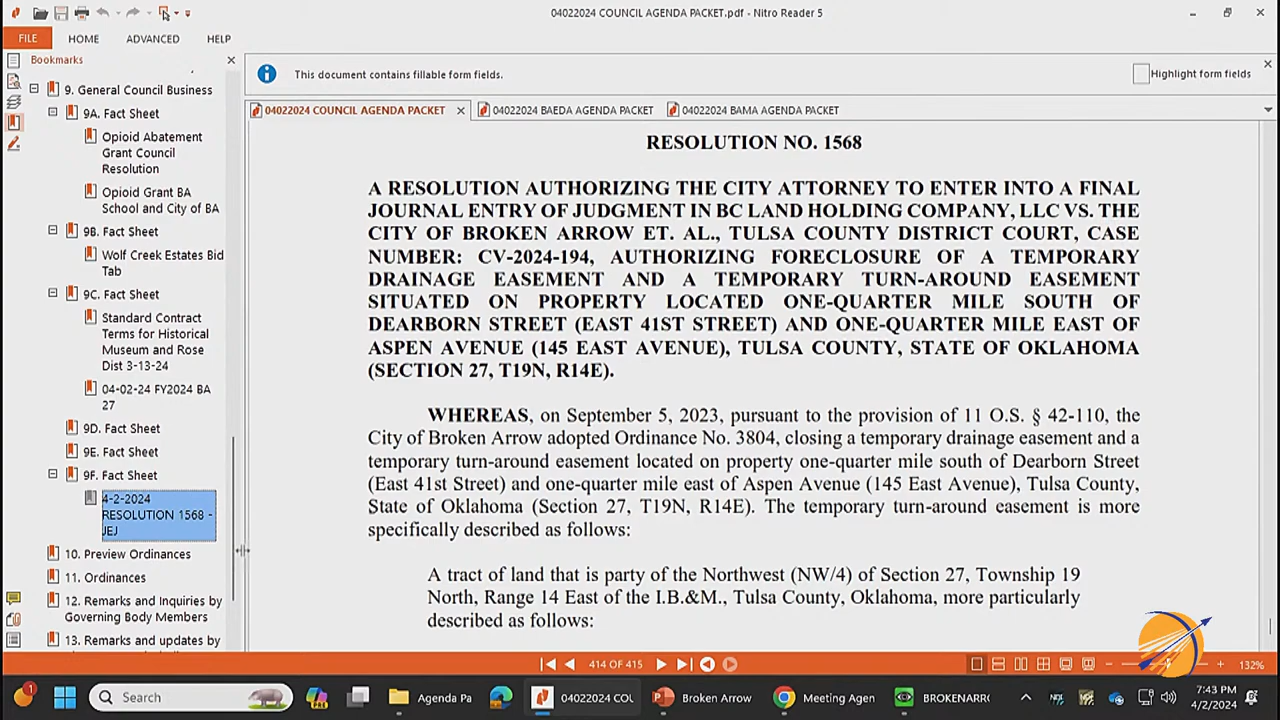 04022024 COUNCIL AGENDA PACKET.pdf - Nitro Reader 5
FILE
HOME
ADVANCED
HELP
Bookmarks
This document contains fillable form fields.
Highlight form fields
04022024 COUNCIL AGENDA PACKET
04022024 BAEDA AGENDA PACKET
04022024 BAMA AGENDA PACKET
9. General Council Business
9A. Fact Sheet
Opioid Abatement
Grant Council
Resolution
Opioid Grant BA
School and City of BA
9B. Fact Sheet
Wolf Creek Estates Bid
Tab
9C. Fact Sheet
Standard Contract
Terms for Historical
Museum and Rose
Dist 3-13-24
04-02-24 FY2024 BA
27
9D. Fact Sheet
9E. Fact Sheet
9F. Fact Sheet
4-2-2024
RESOLUTION 1568 -
JEJ
10. Preview Ordinances
11. Ordinances
12. Remarks and Inquiries by
Governing Body Members
13. Remarks and updates by
RESOLUTION NO. 1568
A RESOLUTION AUTHORIZING THE CITY ATTORNEY TO ENTER INTO A FINAL
JOURNAL ENTRY OF JUDGMENT IN BC LAND HOLDING COMPANY, LLC VS. THE
CITY OF BROKEN ARROW ET. AL., TULSA COUNTY DISTRICT COURT, CASE
NUMBER: CV-2024-194, AUTHORIZING FORECLOSURE OF A TEMPORARY
DRAINAGE EASEMENT AND A TEMPORARY TURN-AROUND EASEMENT
SITUATED ON PROPERTY LOCATED ONE-QUARTER MILE SOUTH OF
DEARBORN STREET (EAST 41ST STREET) AND ONE-QUARTER MILE EAST OF
ASPEN AVENUE (145 EAST AVENUE), TULSA COUNTY, STATE OF OKLAHOMA
(SECTION 27, T19N, R14E).
WHEREAS, on September 5, 2023, pursuant to the provision of 11 O.S. § 42-110, the
City of Broken Arrow adopted Ordinance No. 3804, closing a temporary drainage easement and a
temporary turn-around easement located on property one-quarter mile south of Dearborn Street
(East 41st Street) and one-quarter mile east of Aspen Avenue (145 East Avenue), Tulsa County,
State of Oklahoma (Section 27, T19N, R14E). The temporary turn-around easement is more
specifically described as follows:
A tract of land that is party of the Northwest (NW/4) of Section 27, Township 19
North, Range 14 East of the I.B.&M., Tulsa County, Oklahoma, more particularly
described as follows:
414 OF 415
132%
1
Search
Agenda Pa
04022024 COU
Broken Arrow
Meeting Agen
BROKENARR
7:43 PM
4/2/2024